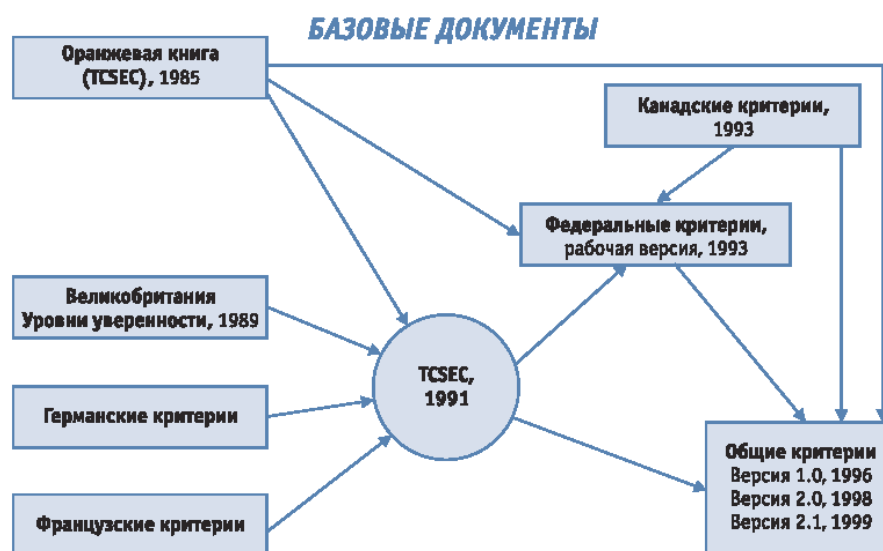 БАЗОВЫЕ ДОКУМЕНТЫ
Оранжевая книга
(TCSEC), 1985
Канадские критерии,
1993
Федеральные критерии,
рабочая версия, 1993
Великобритания
Уровни уверенности, 1989
TCSEC,
1991
Германские критерии
Французские критерии
Общие критерии
Версия 1.0, 1996
Версия 2.0, 1998
Версия 2.1, 1999